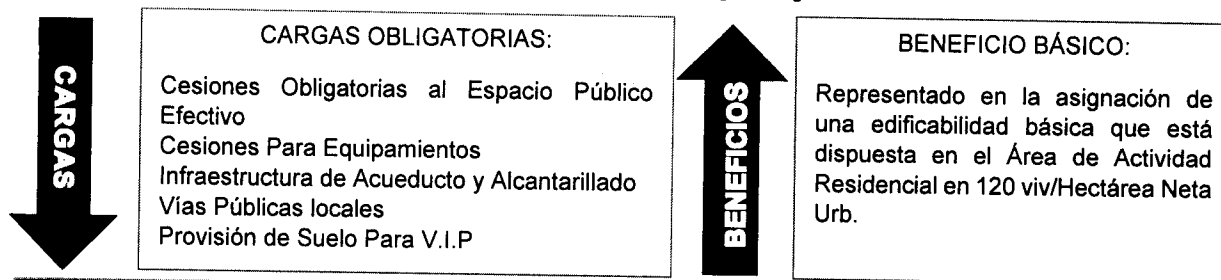 CARGAS
CARGAS OBLIGATORIAS:
Cesiones Obligatorias al Espacio Público
Efectivo
Cesiones Para Equipamientos
Infraestructura de Acueducto y Alcantarillado
Vías Públicas locales
Provisión de Suelo Para V.I.P
BENEFICIOS
BENEFICIO BÁSICO:
Representado en la asignación de
una edificabilidad básica que está
dispuesta en el Área de Actividad
Residencial en 120 viv/Hectárea Neta
Urb.